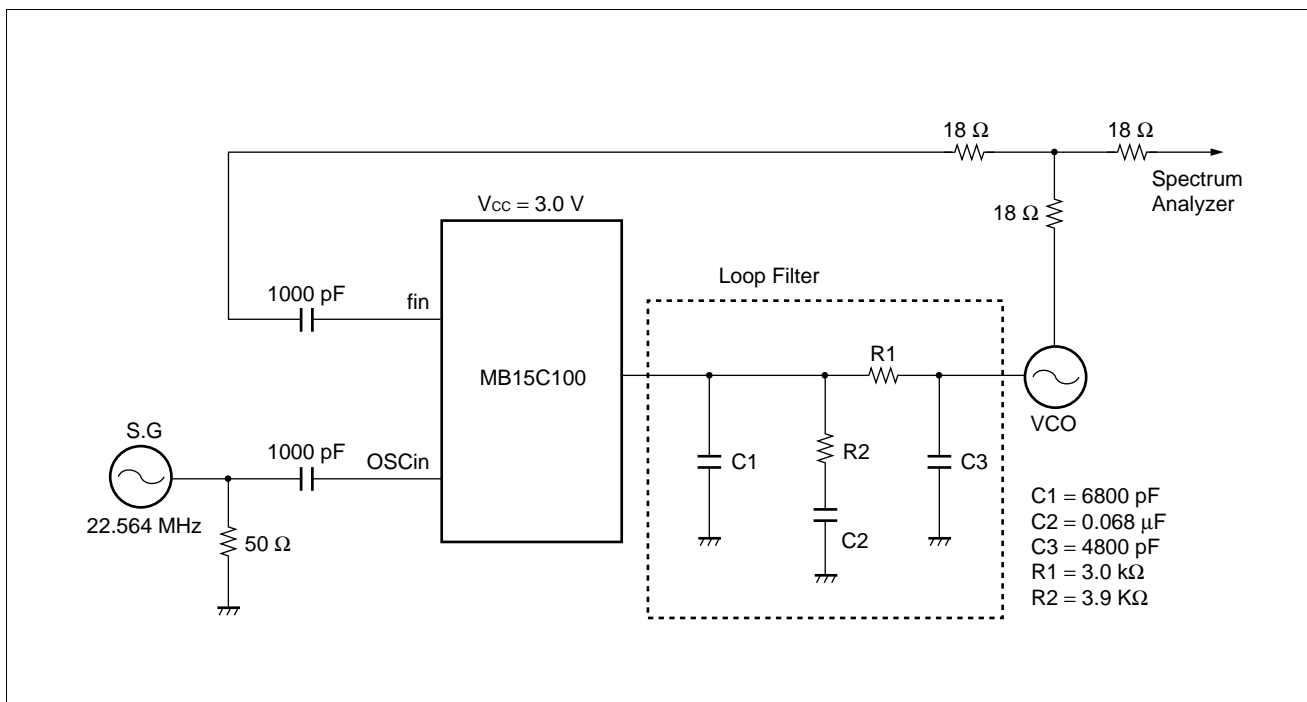 18 Ω
18 Ω
Spectrum
Analyzer
18 Ω
VCC = 3.0 V
Loop Filter
1000 pF
fin
R1
MB15C100
VCO
S.G
1000 pF
OSCin
C1
R2
C3
22.564 MHz
50 Ω
C2
C1 = 6800 pF
C2 = 0.068 μF
C3 = 4800 pF
R1 = 3.0 kΩ
R2 = 3.9 KΩ